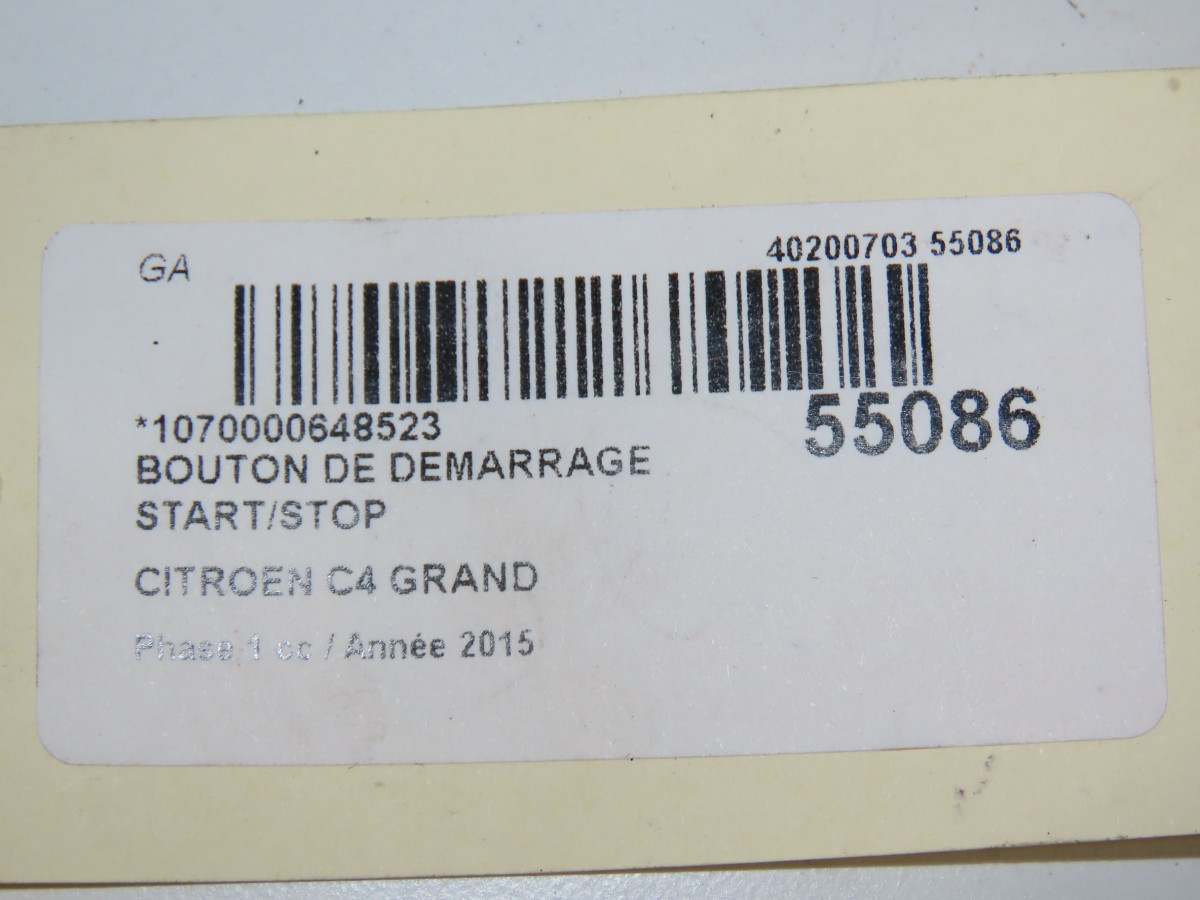 GA
40200703 55086
*1070000648523
55086
BOUTON DE DEMARRAGE
START/STOP
CITROEN C4 GRAND
Phase 1 cc / Année 2015